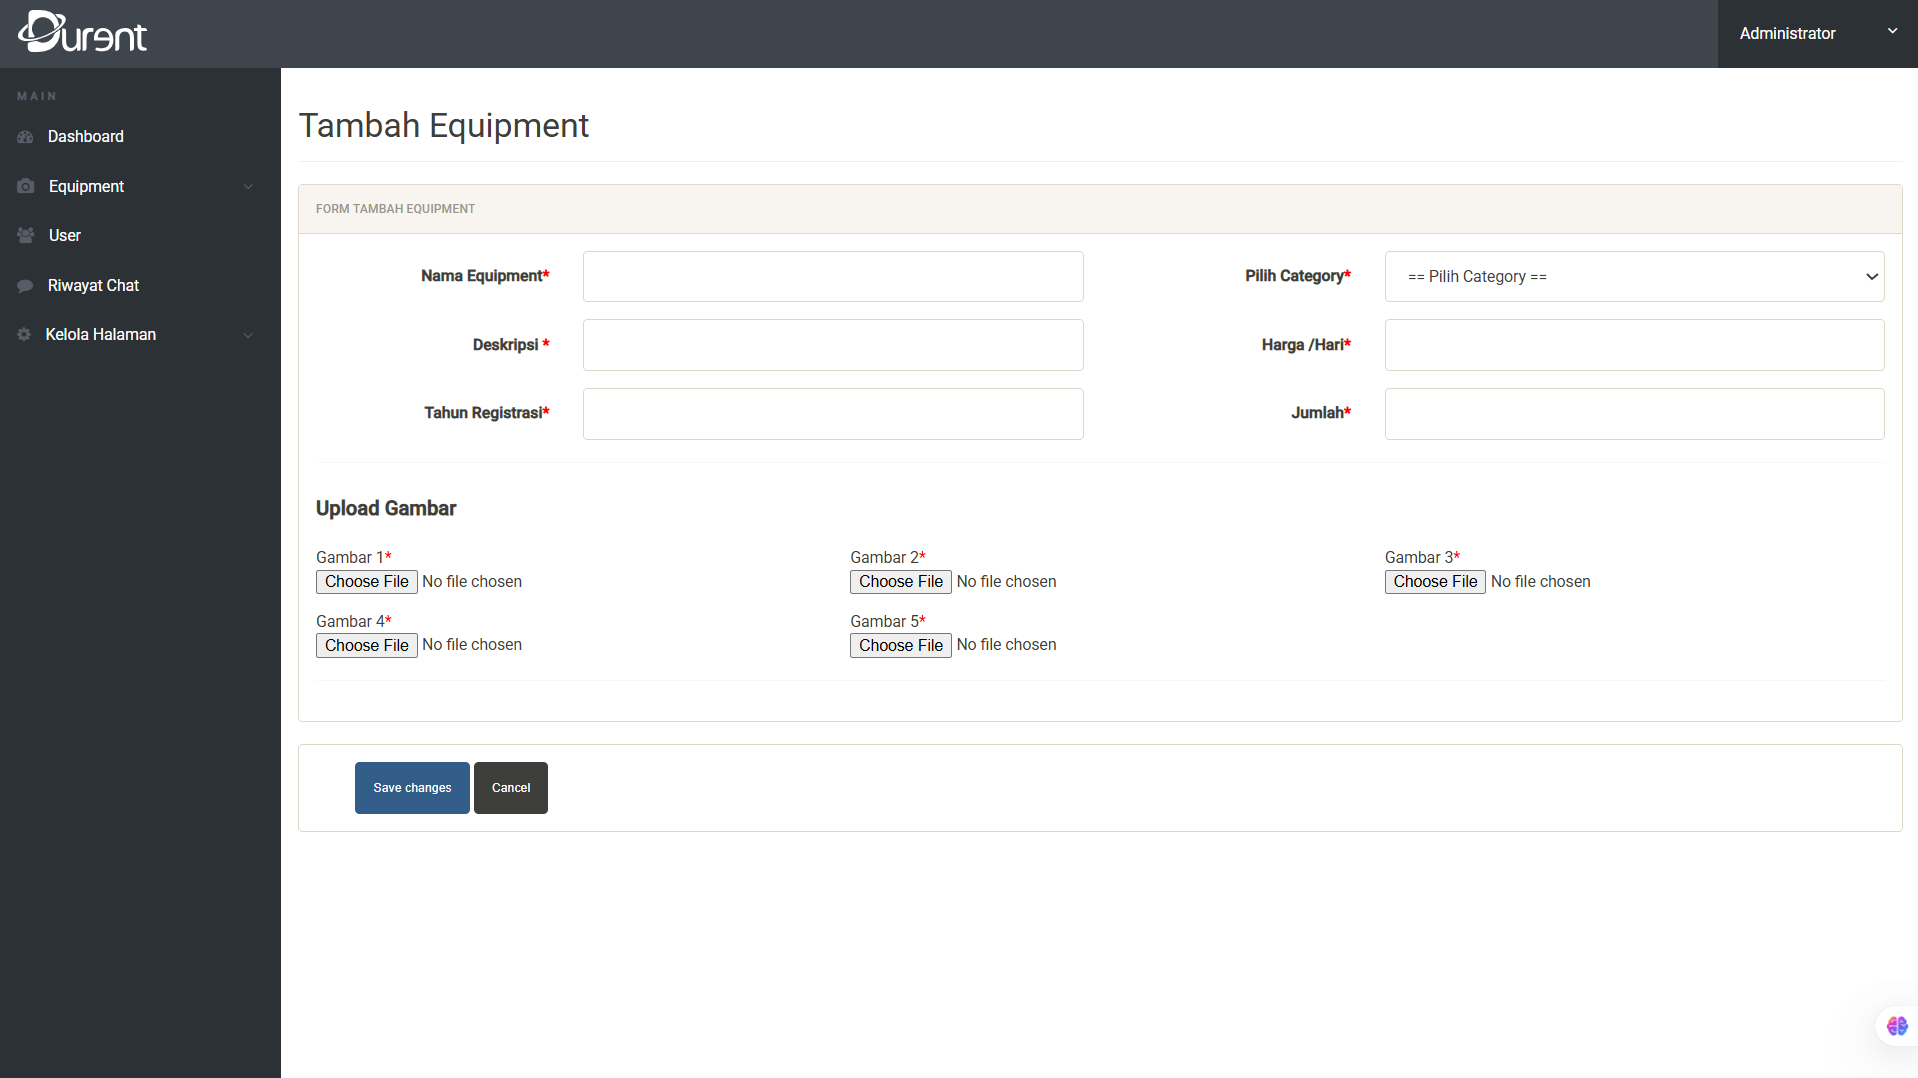 Durent
Administrator
MAIN
Dashboard
Equipment
User
Riwayat Chat
Kelola Halaman
Tambah Equipment
FORM TAMBAH EQUIPMENT
Nama Equipment*
Pilih Category*
== Pilih Category ==
Deskripsi *
Harga /Hari*
Tahun Registrasi*
Jumlah*
Upload Gambar
Gambar 1*
Choose File No file chosen
Gambar 2*
Choose File No file chosen
Gambar 3*
Choose File No file chosen
Gambar 4*
Choose File No file chosen
Gambar 5*
Choose File No file chosen
Save changes
Cancel